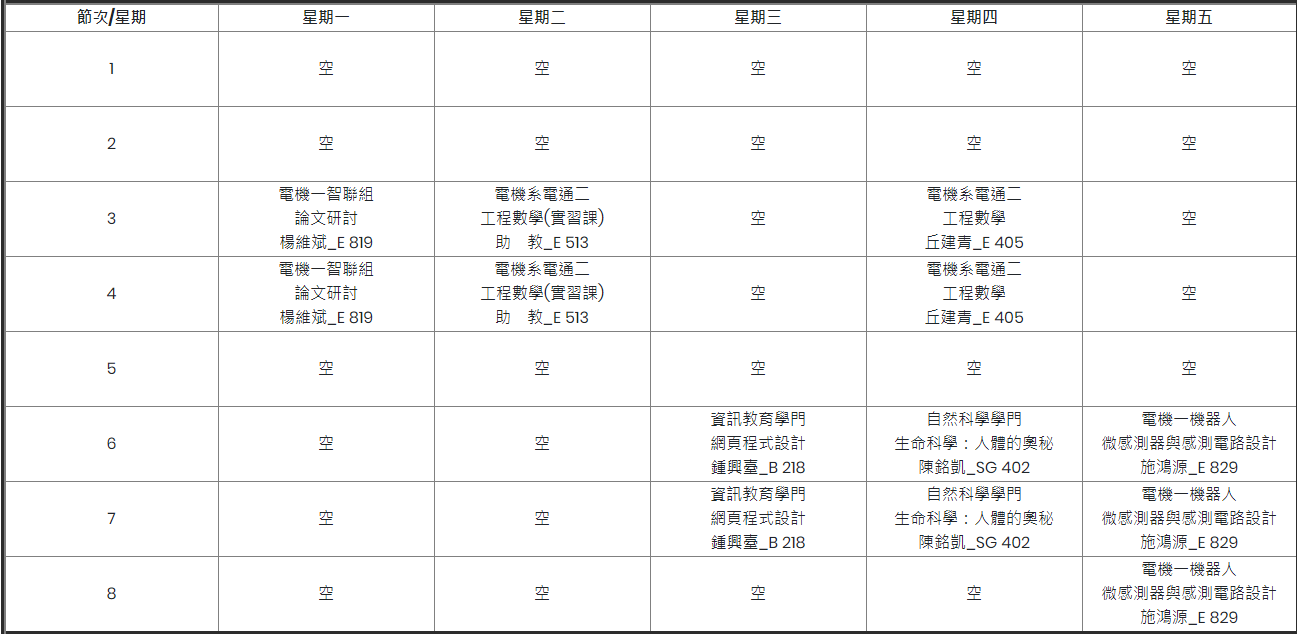 節次/星期 星期一 星期二 星期三 星期四 星期五
1 空 空 空 空 空
2 空 空 空 空 空
3 電機一智聯組 電機系電通二 空 電機系電通二 空
論文研討 工程數學(實習課) 工程數學
楊維斌_E 819 助　教_E 513 丘建青_E 405
4 電機一智聯組 電機系電通二 空 電機系電通二 空
論文研討 工程數學(實習課) 工程數學
楊維斌_E 819 助　教_E 513 丘建青_E 405
5 空 空 空 空 空
6 空 空 資訊教育學門 自然科學學門 電機一機器人
網頁程式設計 生命科學：人體的奧秘 微感測器與感測電路設計
鍾興臺_B 218 陳銘凱_SG 402 施鴻源_E 829
7 空 空 資訊教育學門 自然科學學門 電機一機器人
網頁程式設計 生命科學：人體的奧秘 微感測器與感測電路設計
鍾興臺_B 218 陳銘凱_SG 402 施鴻源_E 829
8 空 空 空 空 電機一機器人
微感測器與感測電路設計
施鴻源_E 829